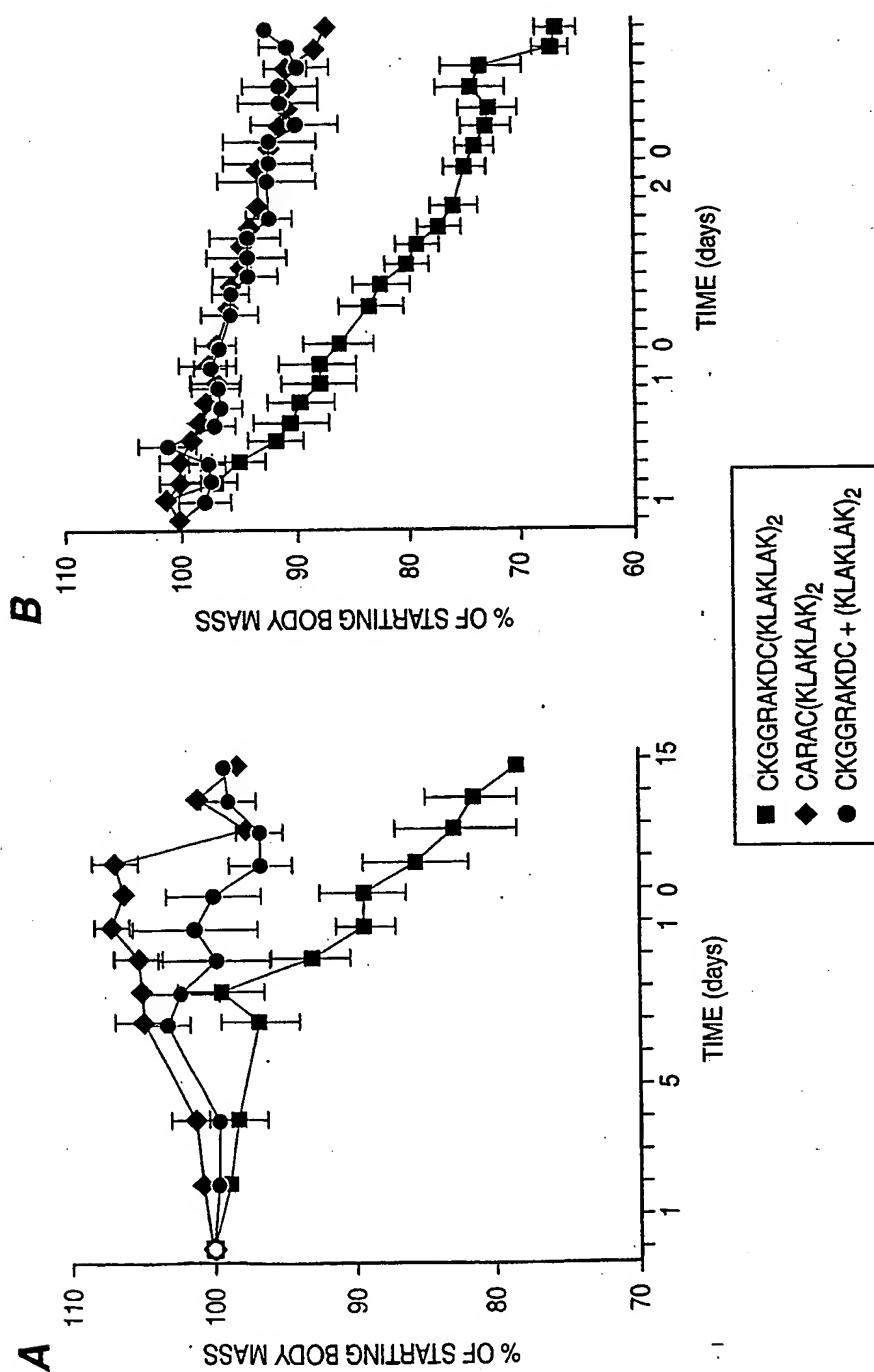 A
110
100
90
80
70
% OF STARTING BODY MASS
1
5
1 0
15
TIME (days)
B
110
100
90
80
70
60
% OF STARTING BODY MASS
1
1 0
2 0
TIME (days)
CKGGRAKDC(KLAKLAK)2
CARAC(KLAKLAK)2
CKGGRAKDC + (KLAKLAK)2